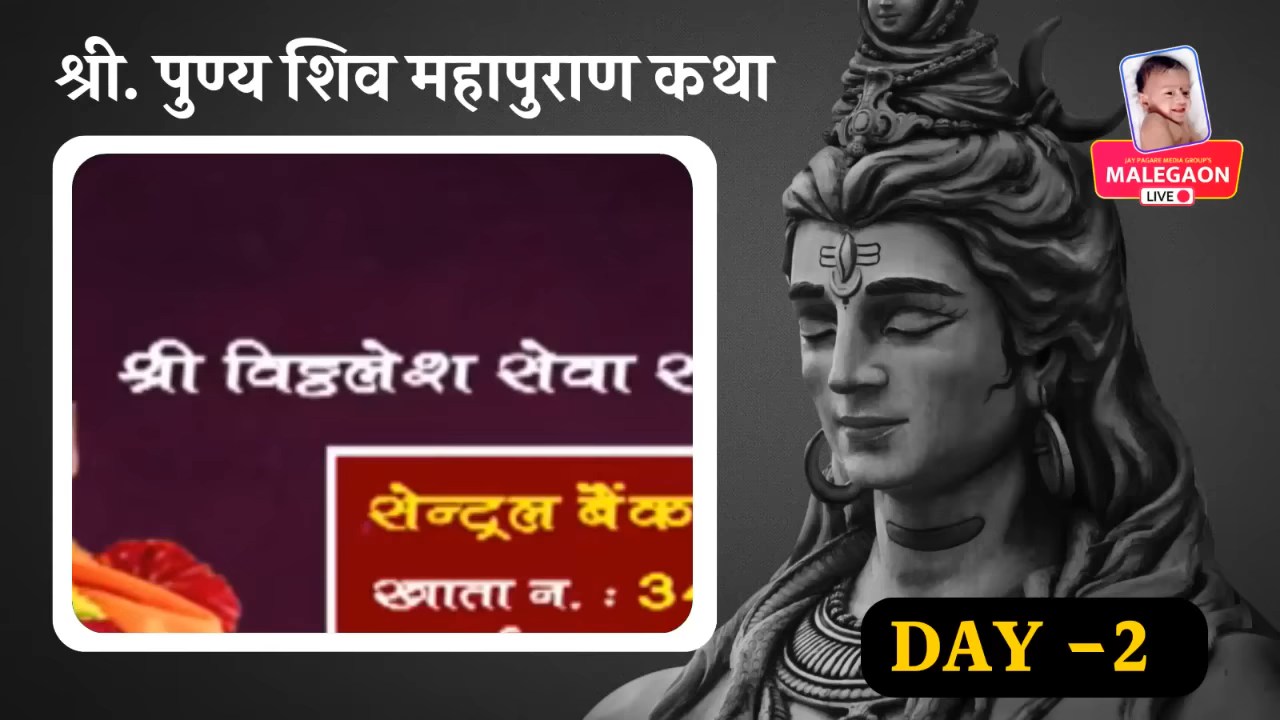 श्री. पुण्य शिव महापुराण कथा
JAY PAGARE MEDIA GROUP'S
MALEGAON
LIVE
श्री विठ्ठलेश सेवा
सेन्ट्रल बैंक
खाता न. : 3
DAY -2